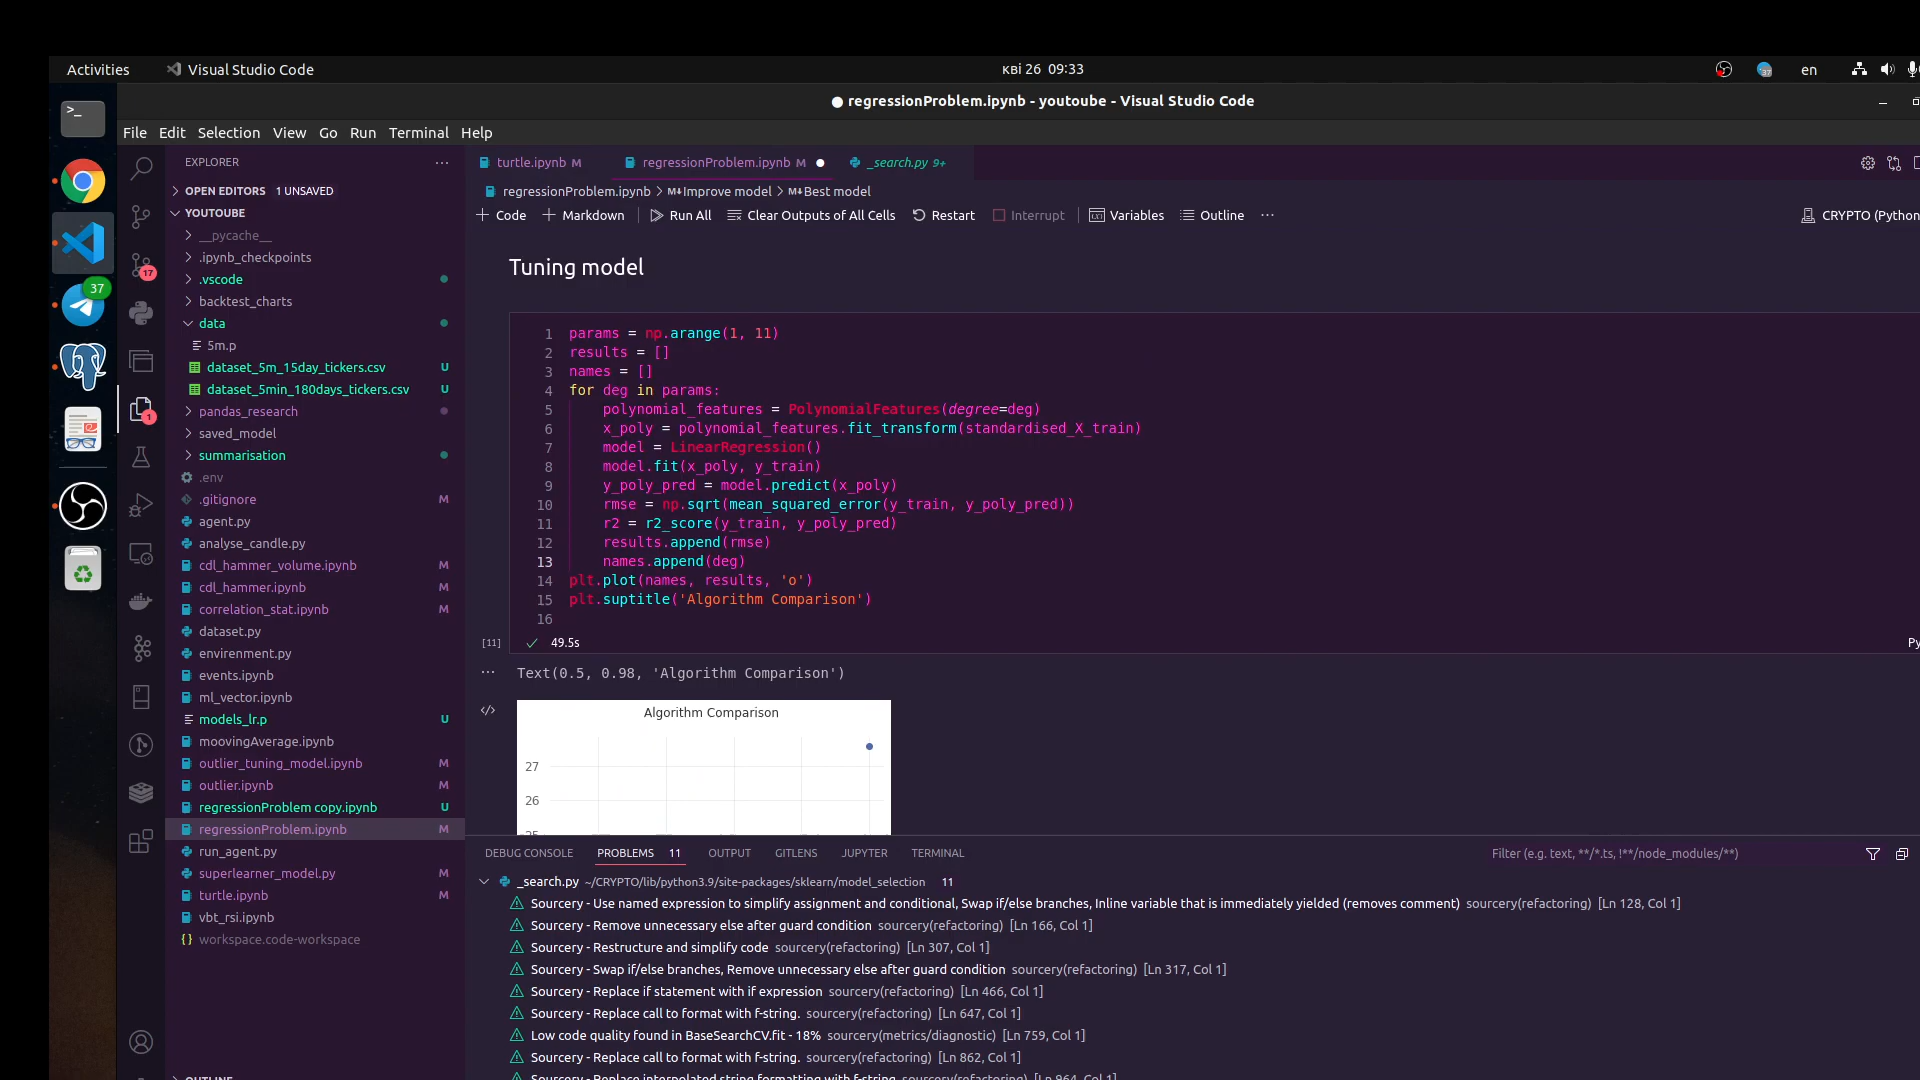 Activities
Visual Studio Code
кві 26 09:33
37
en
regressionProblem.ipynb - youtoube - Visual Studio Code
File Edit Selection View Go Run Terminal Help
37
17
1
EXPLORER
OPEN EDITORS 1 UNSAVED
YOUTOUBE
__pycache__
.ipynb_checkpoints
.vscode
backtest_charts
data
5m.p
dataset_5m_15day_tickers.csv U
dataset_5min_180days_tickers.csv U
pandas_research
saved_model
summarisation
.env
.gitignore M
agent.py
analyse_candle.py
cdl_hammer_volume.ipynb M
cdl_hammer.ipynb M
correlation_stat.ipynb M
dataset.py
envirenment.py
events.ipynb
ml_vector.ipynb
models_lr.p U
moovingAverage.ipynb
outlier_tuning_model.ipynb M
outlier.ipynb M
regressionProblem copy.ipynb U
regressionProblem.ipynb M
run_agent.py
superlearner_model.py M
turtle.ipynb M
vbt_rsi.ipynb
workspace.code-workspace
turtle.ipynb M
regressionProblem.ipynb M
_search.py 9+
regressionProblem.ipynb > M↓Improve model > M↓Best model
Code Markdown Run All Clear Outputs of All Cells Restart Interrupt Variables Outline ...
CRYPTO (Python
Tuning model
1 params = np.arange(1, 11)
2 results = []
3 names = []
4 for deg in params:
5 polynomial_features = PolynomialFeatures(degree=deg)
6 x_poly = polynomial_features.fit_transform(standardised_X_train)
7 model = LinearRegression()
8 model.fit(x_poly, y_train)
9 y_poly_pred = model.predict(x_poly)
10 rmse = np.sqrt(mean_squared_error(y_train, y_poly_pred))
11 r2 = r2_score(y_train, y_poly_pred)
12 results.append(rmse)
13 names.append(deg)
14 plt.plot(names, results, 'o')
15 plt.suptitle('Algorithm Comparison')
16
[11] 49.5s
Py
Text(0.5, 0.98, 'Algorithm Comparison')
Algorithm Comparison
27
26
DEBUG CONSOLE PROBLEMS 11 OUTPUT GITLENS JUPYTER TERMINAL
Filter (e.g. text, **/*.ts, !**/node_modules/**)
_search.py ~/CRYPTO/lib/python3.9/site-packages/sklearn/model_selection 11
Sourcery - Use named expression to simplify assignment and conditional, Swap if/else branches, Inline variable that is immediately yielded (removes comment) sourcery(refactoring) [Ln 128, Col 1]
Sourcery - Remove unnecessary else after guard condition sourcery(refactoring) [Ln 166, Col 1]
Sourcery - Restructure and simplify code sourcery(refactoring) [Ln 307, Col 1]
Sourcery - Swap if/else branches, Remove unnecessary else after guard condition sourcery(refactoring) [Ln 317, Col 1]
Sourcery - Replace if statement with if expression sourcery(refactoring) [Ln 466, Col 1]
Sourcery - Replace call to format with f-string. sourcery(refactoring) [Ln 647, Col 1]
Low code quality found in BaseSearchCV.fit - 18% sourcery(metrics/diagnostic) [Ln 759, Col 1]
Sourcery - Replace call to format with f-string. sourcery(refactoring) [Ln 862, Col 1]
Sourcery - Replace interpolated string formatting with f-string sourcery(refactoring) [Ln 964, Col 1]